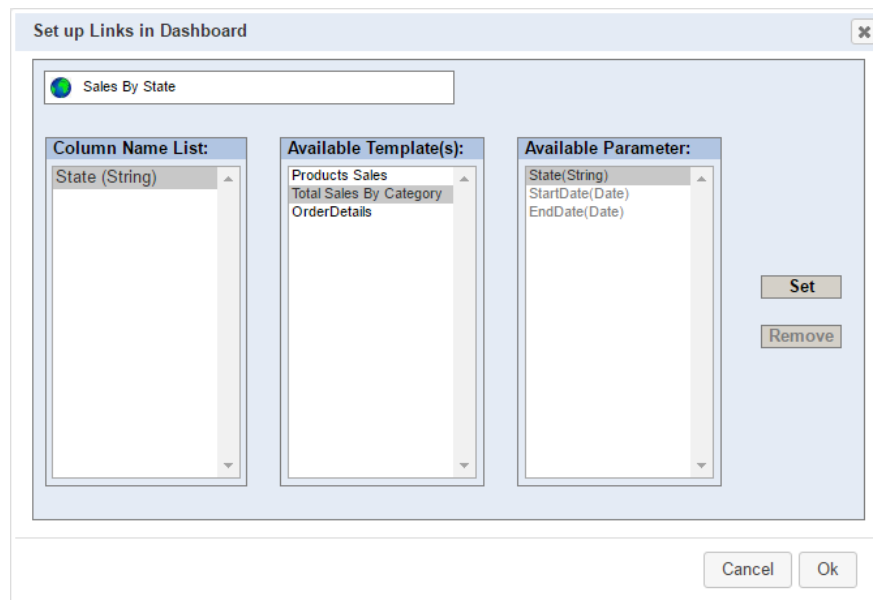 Set up Links in Dashboard
Sales By State
Column Name List:
State (String)
Available Template(s):
Products Sales
Total Sales By Category
OrderDetails
Available Parameter:
State(String)
StartDate(Date)
EndDate(Date)
Set
Remove
Cancel
Ok